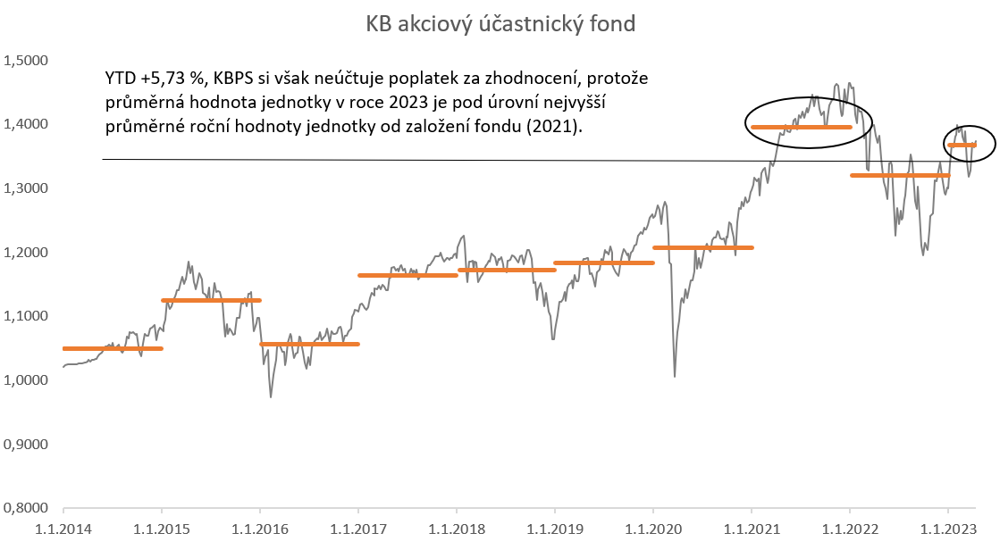 KB akciový účastnický fond
1,5000
YTD +5,73 %, KBPS si však neúčtuje poplatek za zhodnocení, protože
průměrná hodnota jednotky v roce 2023 je pod úrovní nejvyšší
průměrné roční hodnoty jednotky od založení fondu (2021).
1,4000
1,3000
1,2000
1,1000
1,0000
0,9000
0,8000
1.1.2014 1.1.2015 1.1.2016 1.1.2017 1.1.2018 1.1.2019 1.1.2020 1.1.2021 1.1.2022 1.1.2023